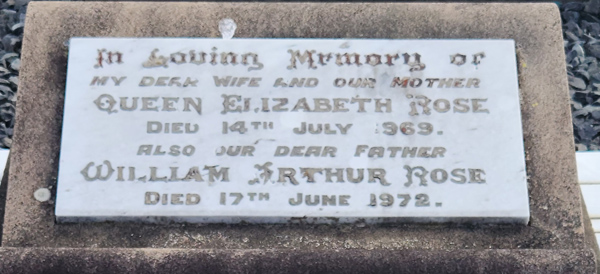 In Loving Memory of
MY DEAR WIFE AND OUR MOTHER
QUEEN ELIZABETH ROSE
DIED 14TH JULY 1969.
ALSO OUR DEAR FATHER
WILLIAM ARTHUR ROSE
DIED 17TH JUNE 1972.